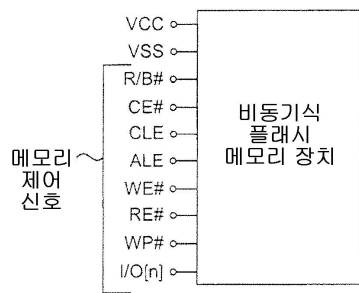 VCC
VSS
R/B#
CE#
CLE
ALE
WE#
RE#
WP#
I/O[n]
메모리
제어
신호
비동기식
플래시
메모리 장치